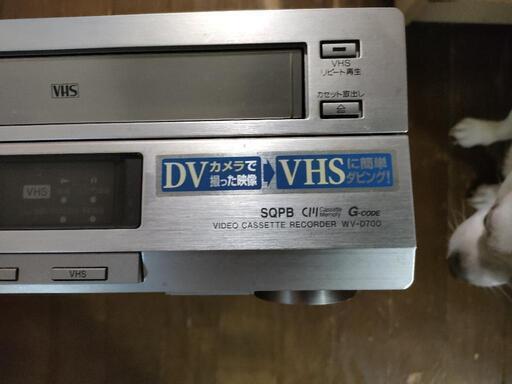 VHS
VHS
リピート再生
カセット取出し
DVカメラで撮った映像
VHSに簡単ダビング!
VHS
SQPB CM Cassette Memory G-CODE
VIDEO CASSETTE RECORDER WV-D700
VHS